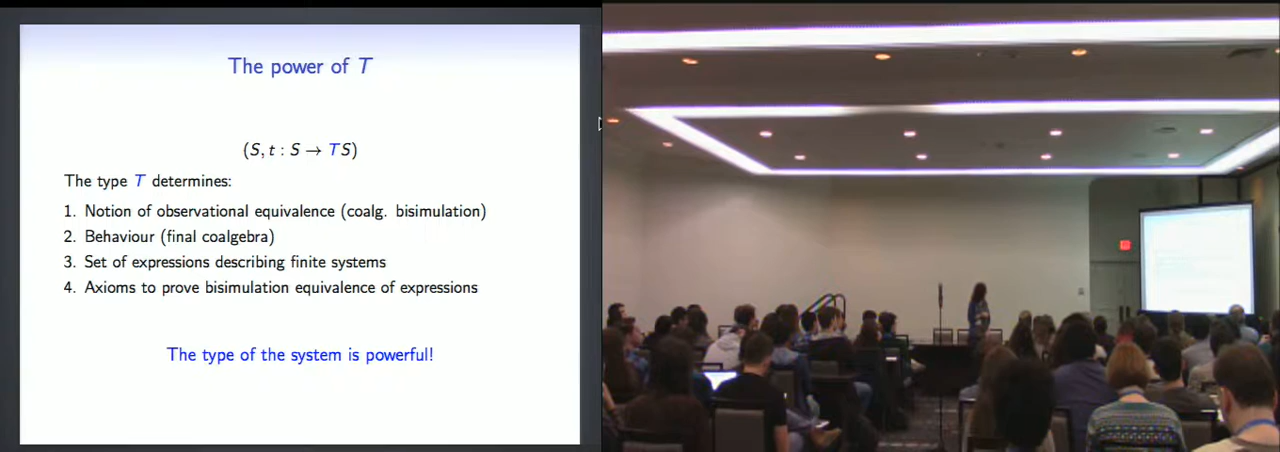 The power of T
(S, t : S → TS)
The type T determines:
1. Notion of observational equivalence (coalg. bisimulation)
2. Behaviour (final coalgebra)
3. Set of expressions describing finite systems
4. Axioms to prove bisimulation equivalence of expressions
The type of the system is powerful!